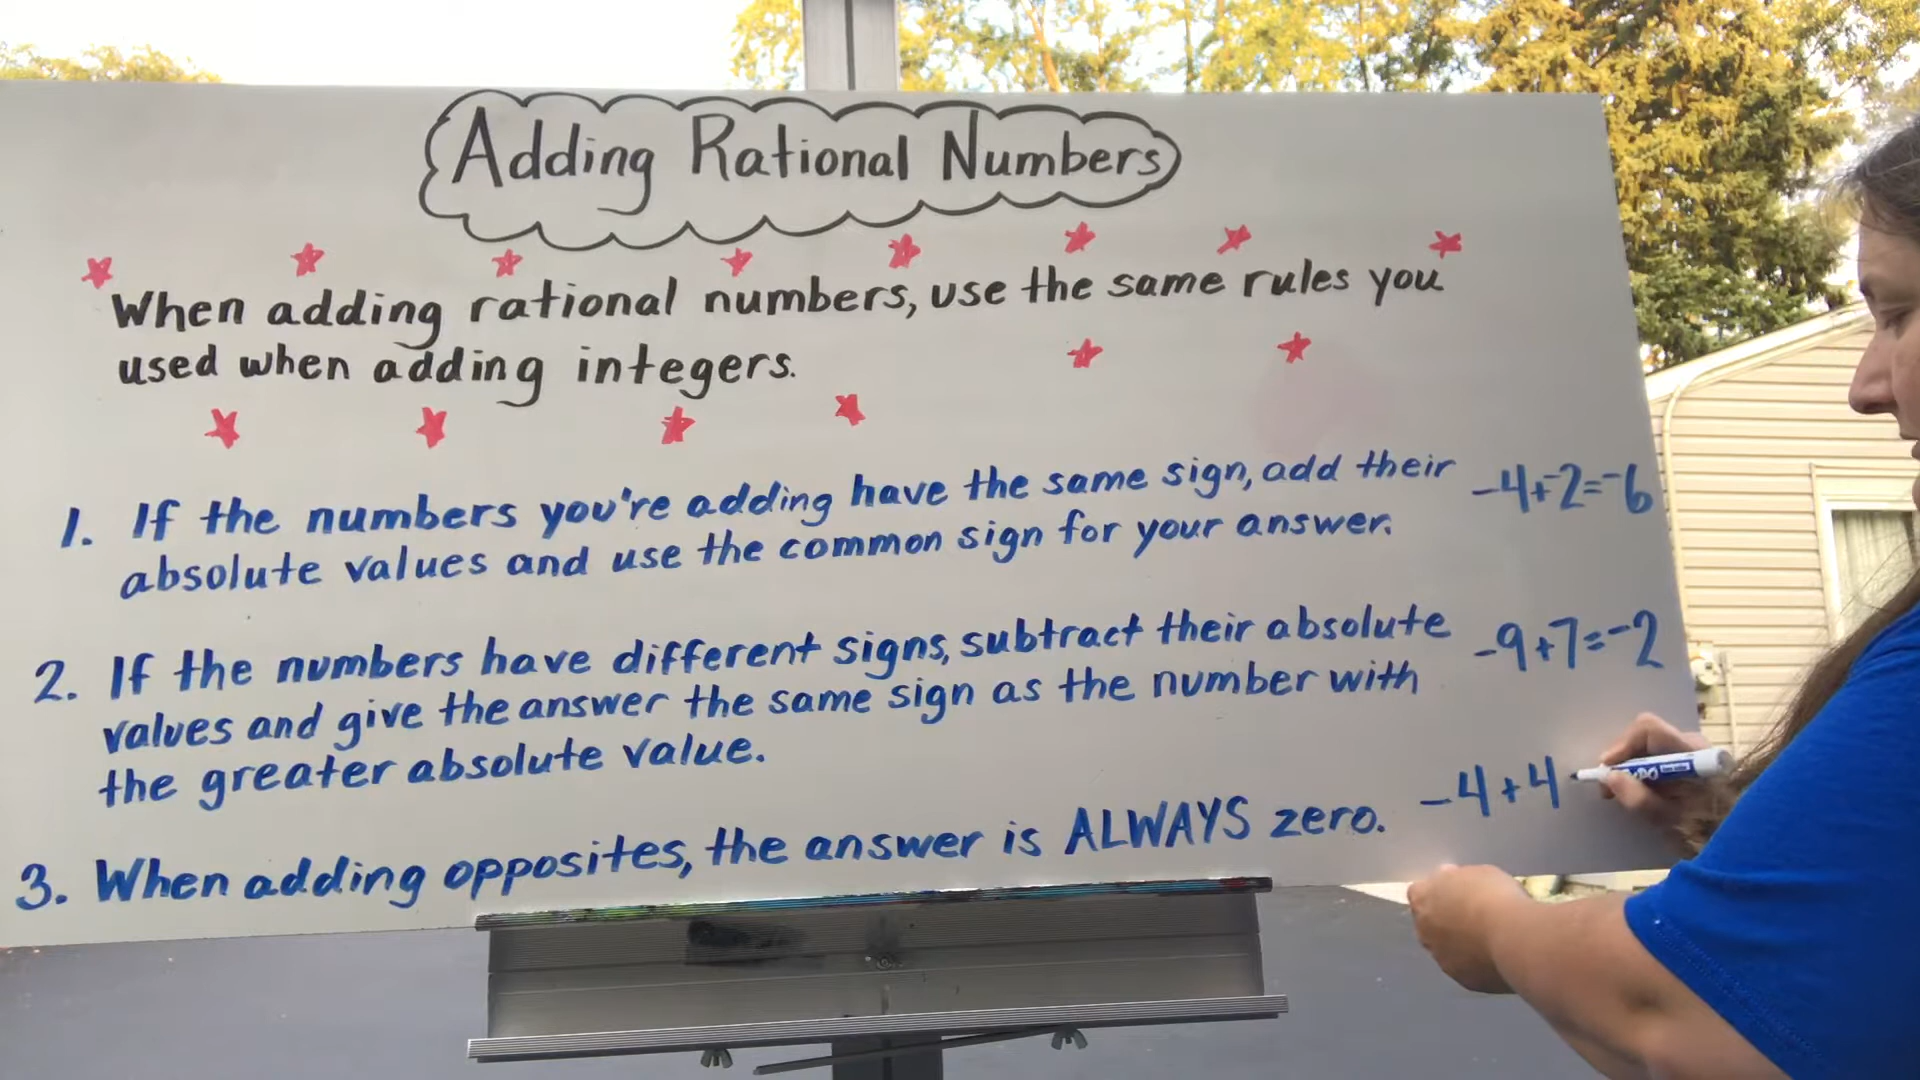 Adding Rational Numbers
When adding rational numbers, use the same rules you
used when adding integers.
1. If the numbers you're adding have the same sign, add their
absolute values and use the common sign for your answer.
-4+-2=-6
2. If the numbers have different signs, subtract their absolute
values and give the answer the same sign as the number with
the greater absolute value.
-9+7=-2
3. When adding opposites, the answer is ALWAYS zero.
-4+4